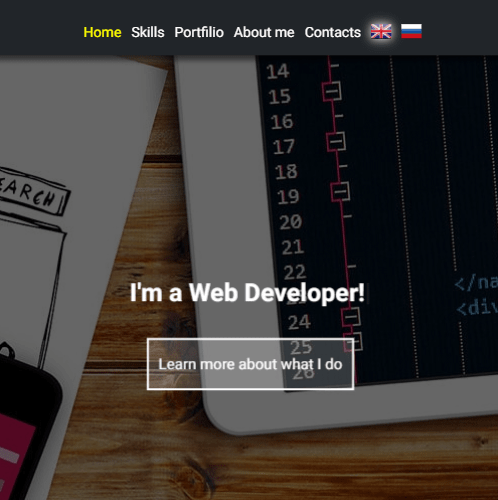 Home Skills Portfilio About me Contacts
EARCH
14
15
16
17
18
19
20
21
22
I'm a Web Developer!
</na
<div
24
25
Learn more about what I do
26